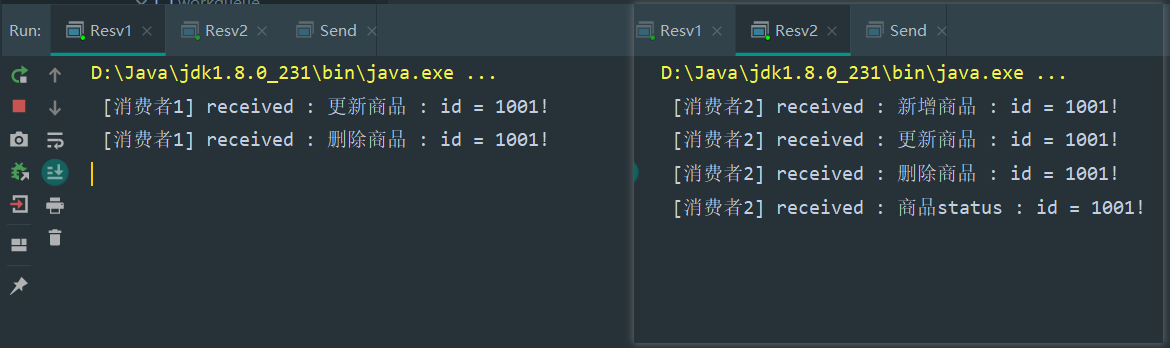 workqueue
Run: Resv1 × Resv2 × Send ×
D:\Java\jdk1.8.0_231\bin\java.exe ...
[消费者1] received : 更新商品 : id = 1001!
[消费者1] received : 删除商品 : id = 1001!
Resv1 × Resv2 × Send ×
D:\Java\jdk1.8.0_231\bin\java.exe ...
[消费者2] received : 新增商品 : id = 1001!
[消费者2] received : 更新商品 : id = 1001!
[消费者2] received : 删除商品 : id = 1001!
[消费者2] received : 商品status : id = 1001!